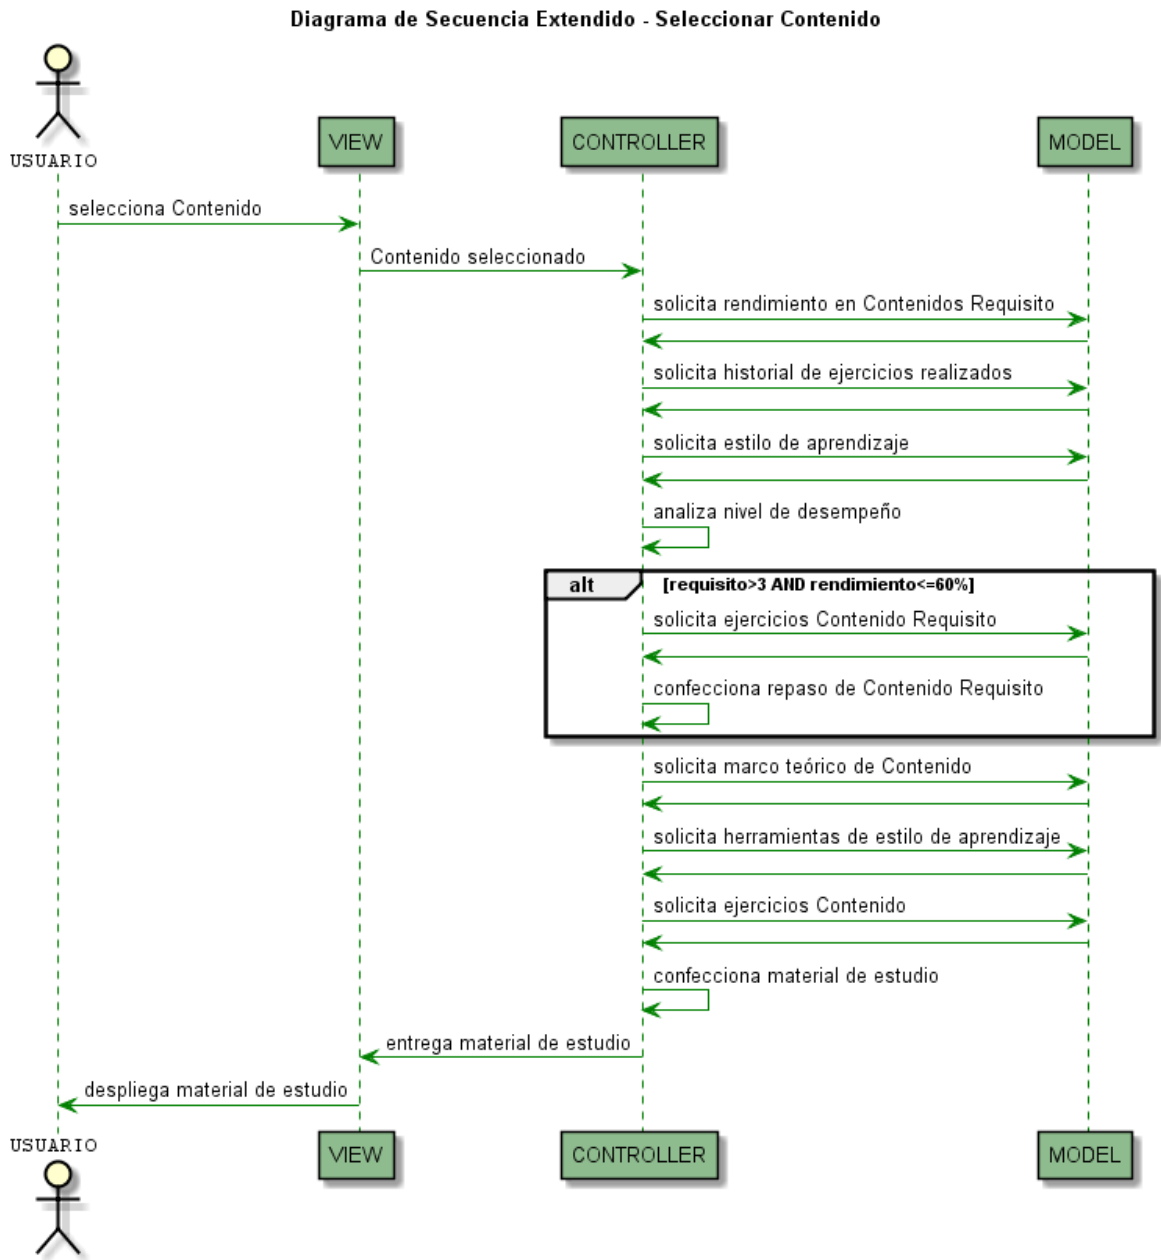 Diagrama de Secuencia Extendido - Seleccionar Contenido
USUARIO
VIEW
CONTROLLER
MODEL
selecciona Contenido
Contenido seleccionado
solicita rendimiento en Contenidos Requisito
solicita historial de ejercicios realizados
solicita estilo de aprendizaje
analiza nivel de desempeño
alt
[requisito>3 AND rendimiento<=60%]
solicita ejercicios Contenido Requisito
confecciona repaso de Contenido Requisito
solicita marco teórico de Contenido
solicita herramientas de estilo de aprendizaje
solicita ejercicios Contenido
confecciona material de estudio
entrega material de estudio
despliega material de estudio
USUARIO
VIEW
CONTROLLER
MODEL